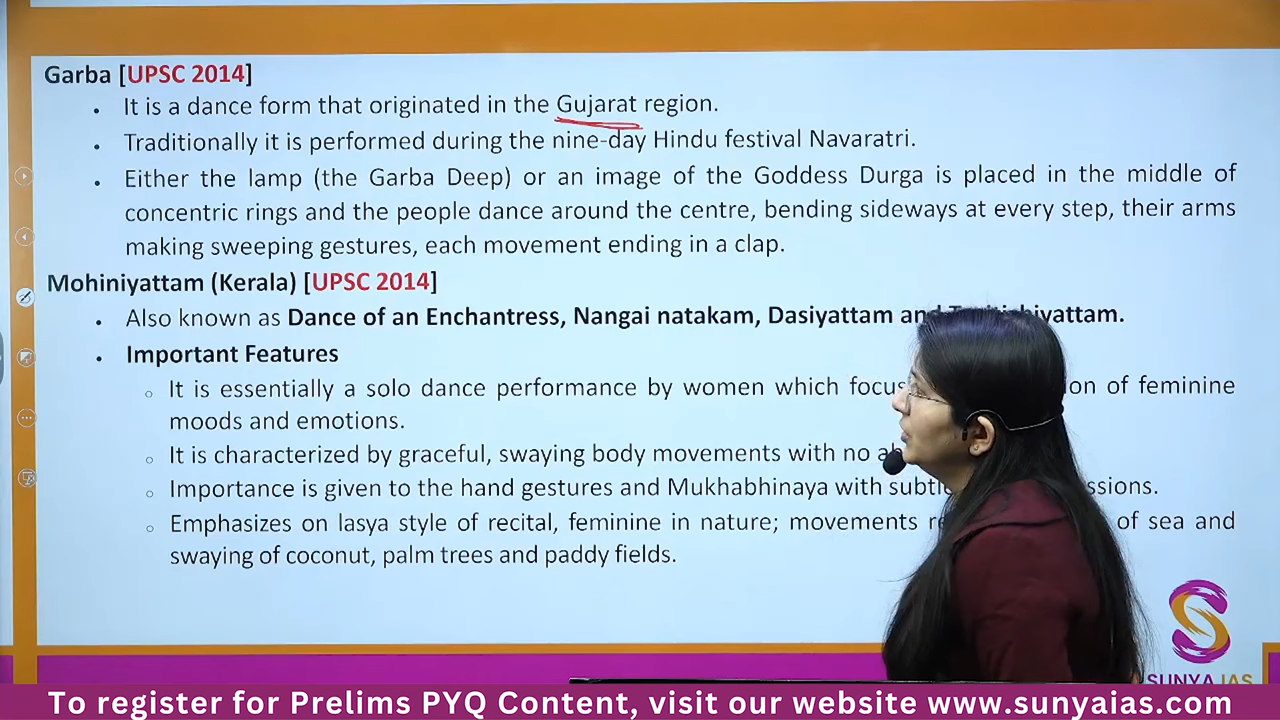 Garba [UPSC 2014]
• It is a dance form that originated in the Gujarat region.
• Traditionally it is performed during the nine-day Hindu festival Navaratri.
• Either the lamp (the Garba Deep) or an image of the Goddess Durga is placed in the middle of
concentric rings and the people dance around the centre, bending sideways at every step, their arms
making sweeping gestures, each movement ending in a clap.
Mohiniyattam (Kerala) [UPSC 2014]
• Also known as Dance of an Enchantress, Nangai natakam, Dasiyattam and
• Important Features
○ It is essentially a solo dance performance by women which of feminine
moods and emotions.
○ It is characterized by graceful, swaying body movements with no
○ Importance is given to the hand gestures and Mukhabhinaya with
○ Emphasizes on lasya style of recital, feminine in nature; movements of sea and
swaying of coconut, palm trees and paddy fields.
S
SUNYA IAS
To register for Prelims PYQ Content, visit our website www.sunyaias.com